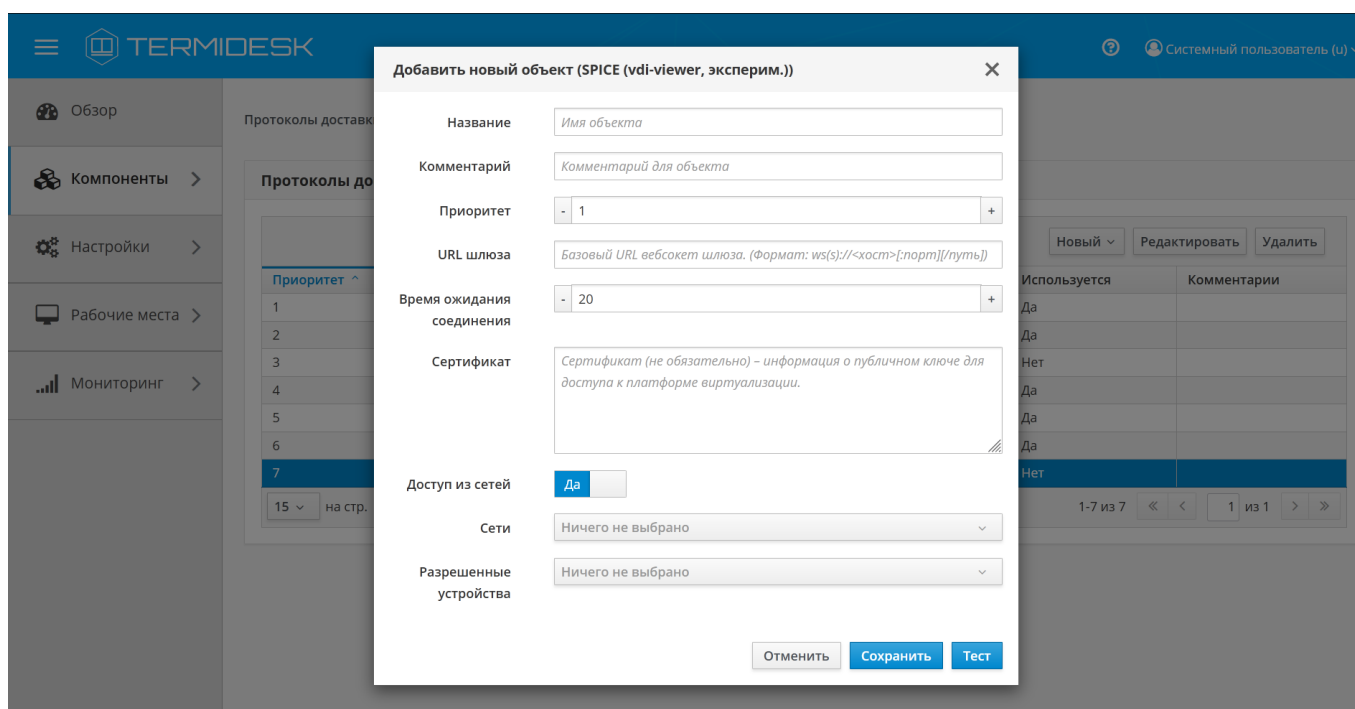 TERMIDESK
Системный пользователь (u)
Обзор
Компоненты
Настройки
Рабочие места
Мониторинг
Протоколы доставк
Протоколы до
Новый
Редактировать
Удалить
Приоритет
Используется
Комментарии
1
Да
2
Да
3
Нет
4
Да
5
Да
6
Да
7
Нет
15
на стр.
1-7 из 7
1 из 1
Добавить новый объект (SPICE (vdi-viewer, эксперим.))
Название
Имя объекта
Комментарий
Комментарий для объекта
Приоритет
- 1 +
URL шлюза
Базовый URL вебсокет шлюза. (Формат: ws(s)://<хост>[:порт][/путь])
Время ожидания
соединения
- 20 +
Сертификат
Сертификат (не обязательно) – информация о публичном ключе для
доступа к платформе виртуализации.
Доступ из сетей
Да
Сети
Ничего не выбрано
Разрешенные
устройства
Ничего не выбрано
Отменить
Сохранить
Тест